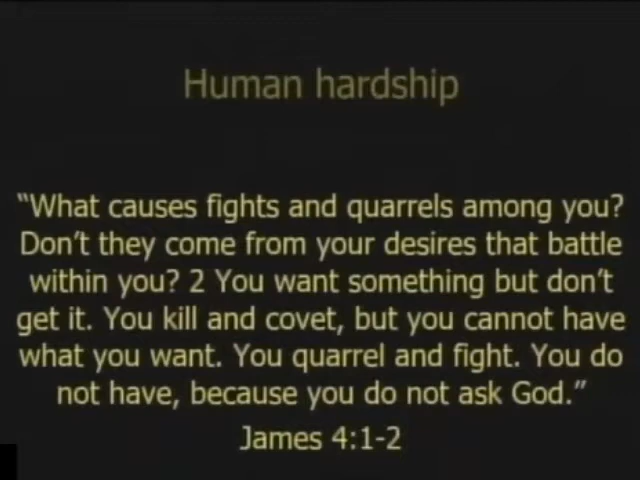 Human hardship
“What causes fights and quarrels among you?
Don’t they come from your desires that battle
within you? 2 You want something but don’t
get it. You kill and covet, but you cannot have
what you want. You quarrel and fight. You do
not have, because you do not ask God.”
James 4:1-2